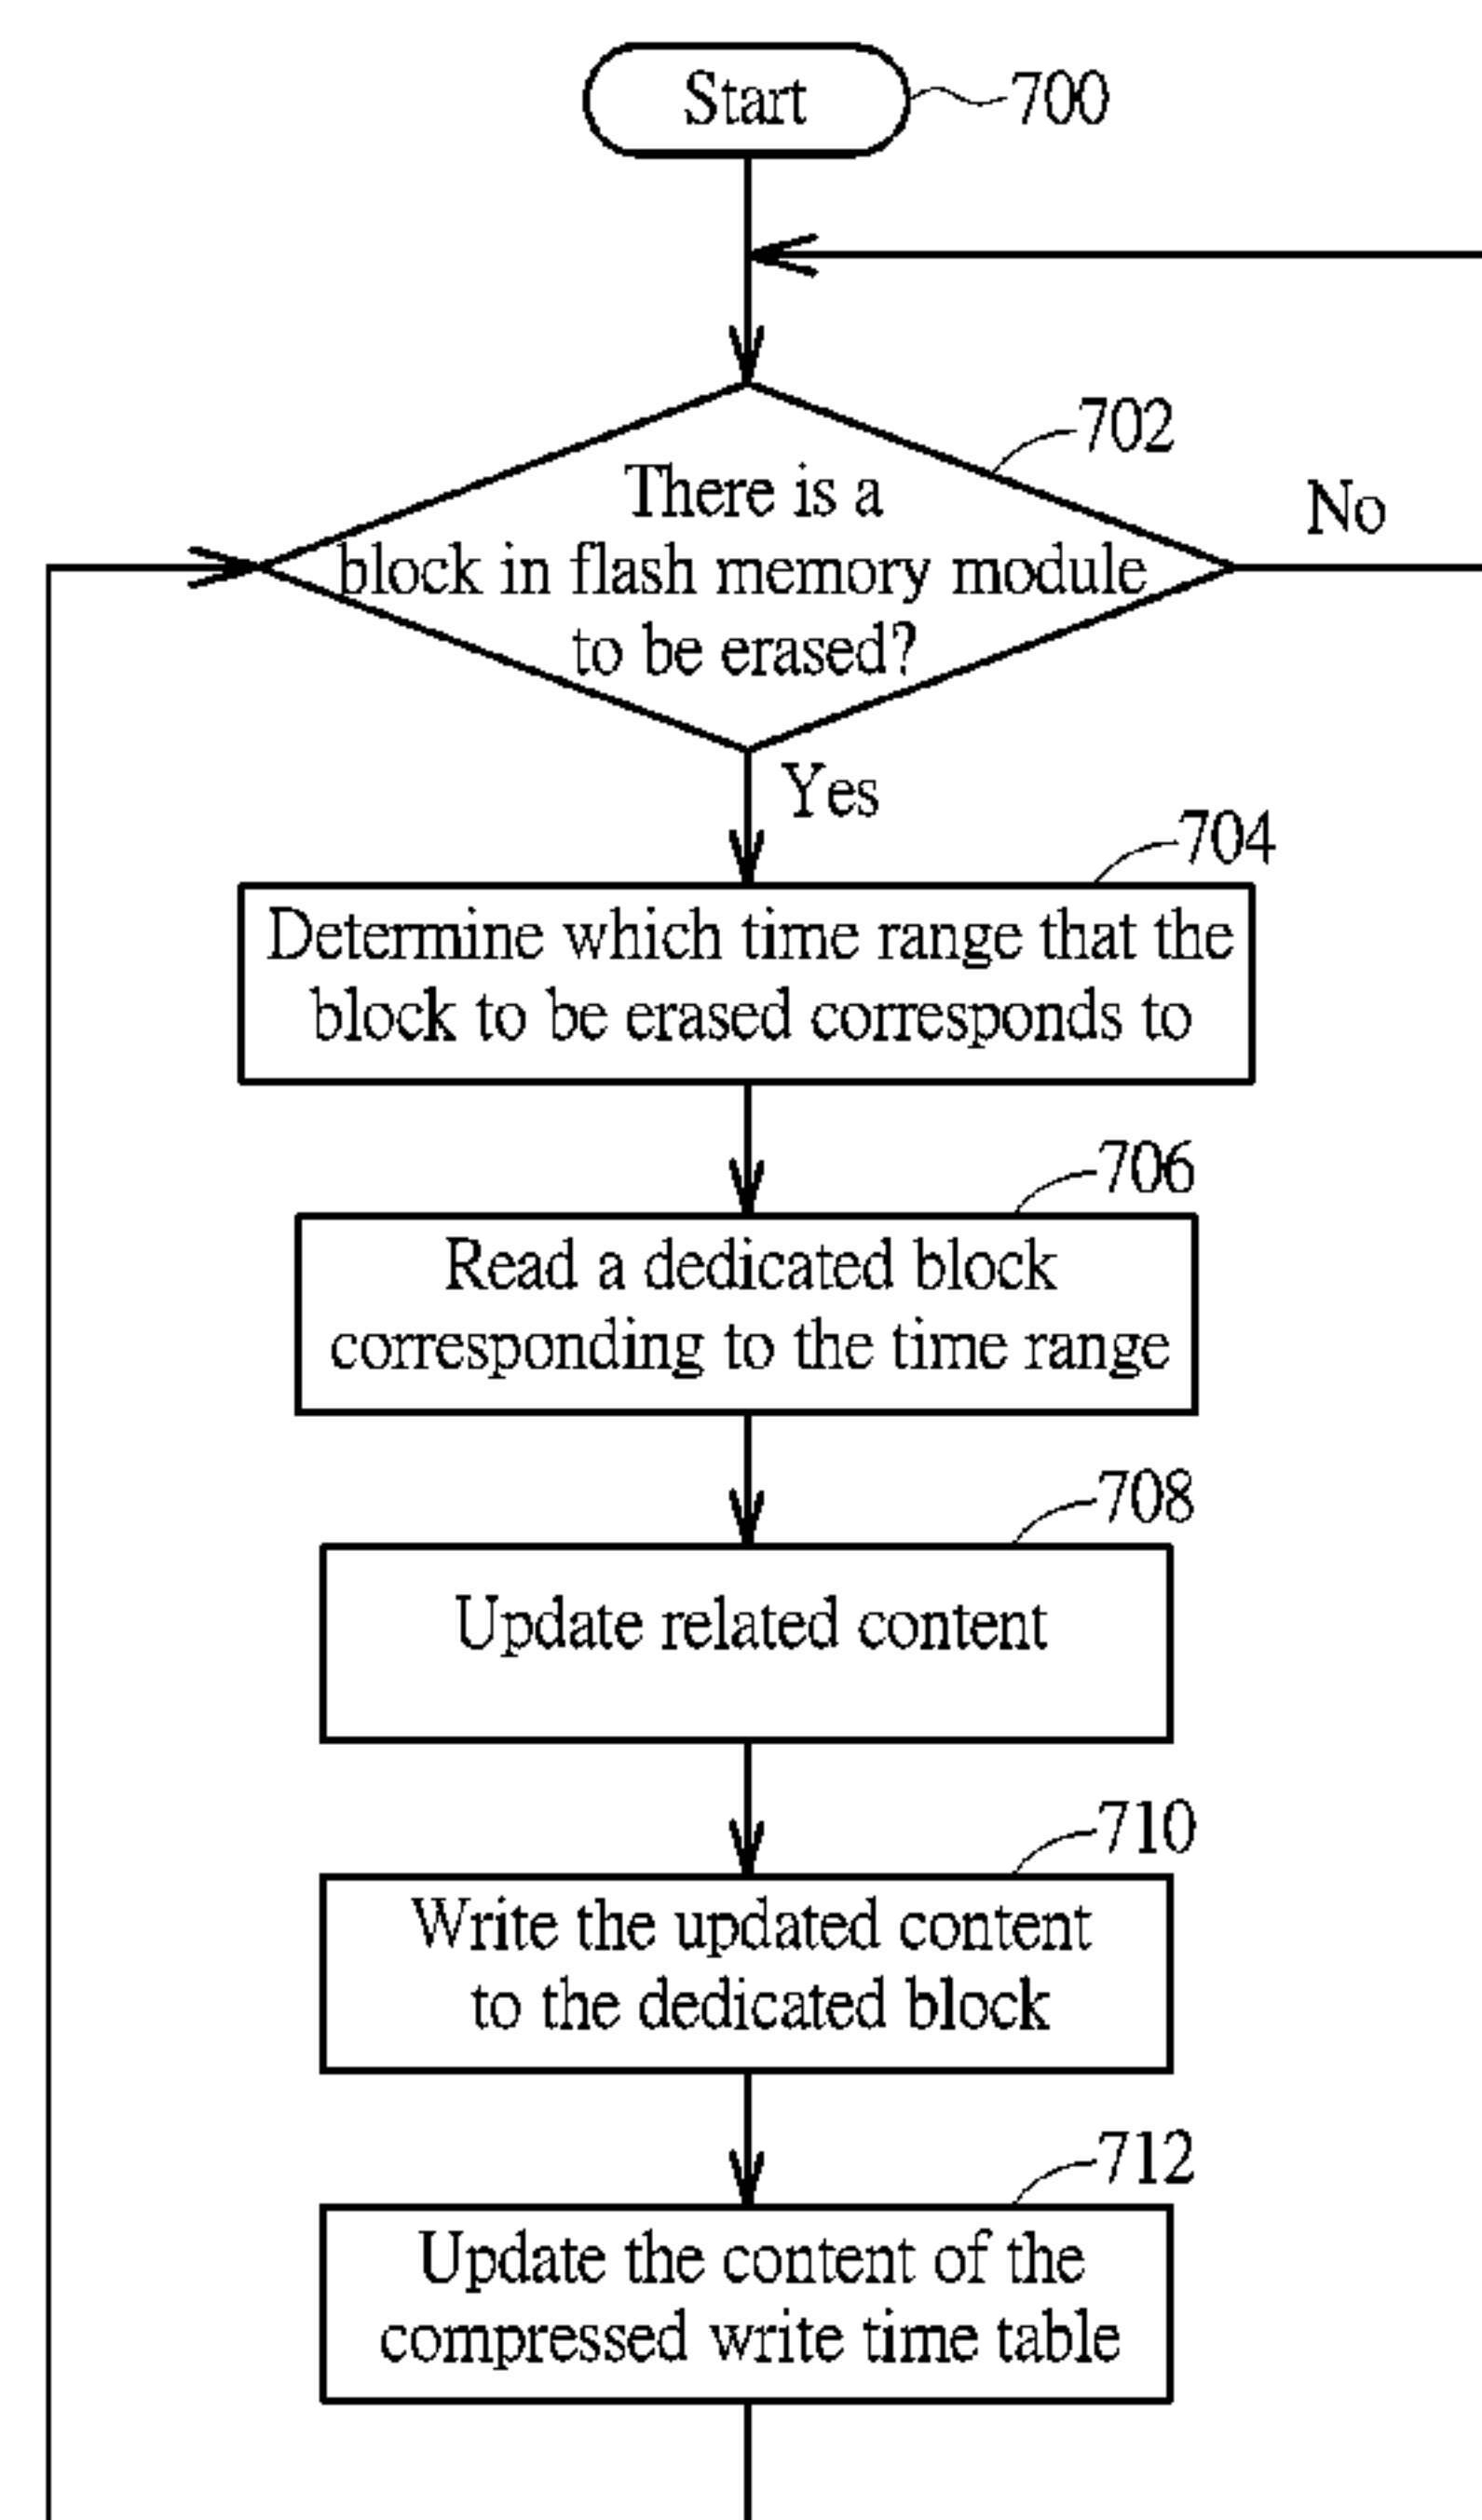 Start
700
702
There is a
block in flash memory module
to be erased?
No
Yes
704
Determine which time range that the
block to be erased corresponds to
706
Read a dedicated block
corresponding to the time range
708
Update related content
710
Write the updated content
to the dedicated block
712
Update the content of the
compressed write time table